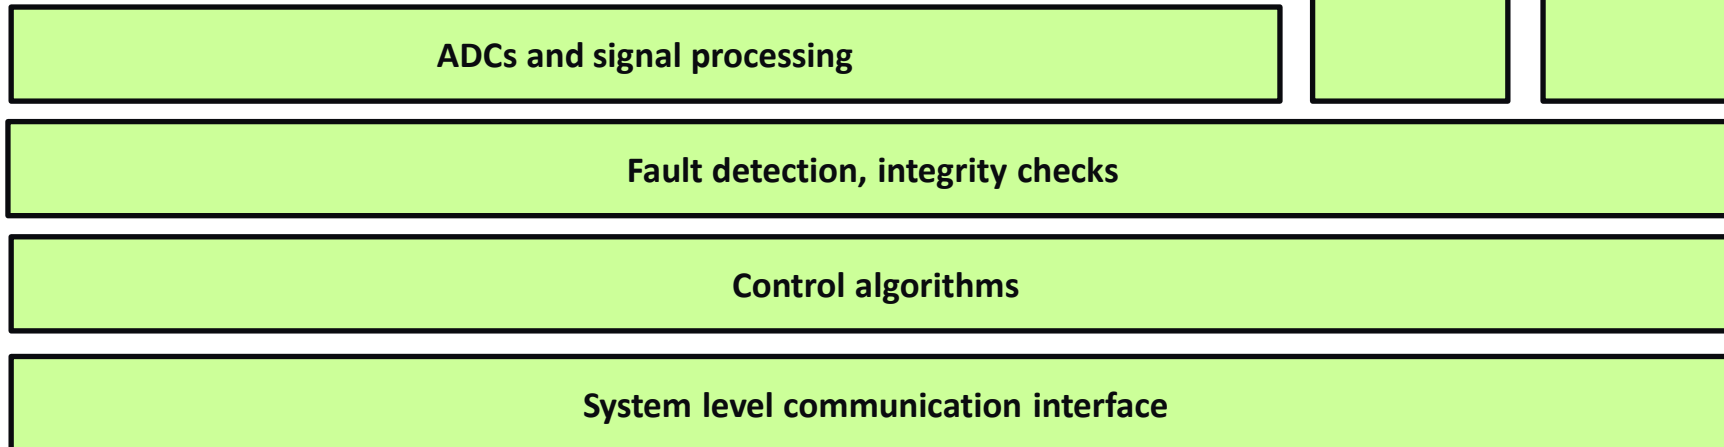 ADCs and signal processing
Fault detection, integrity checks
Control algorithms
System level communication interface